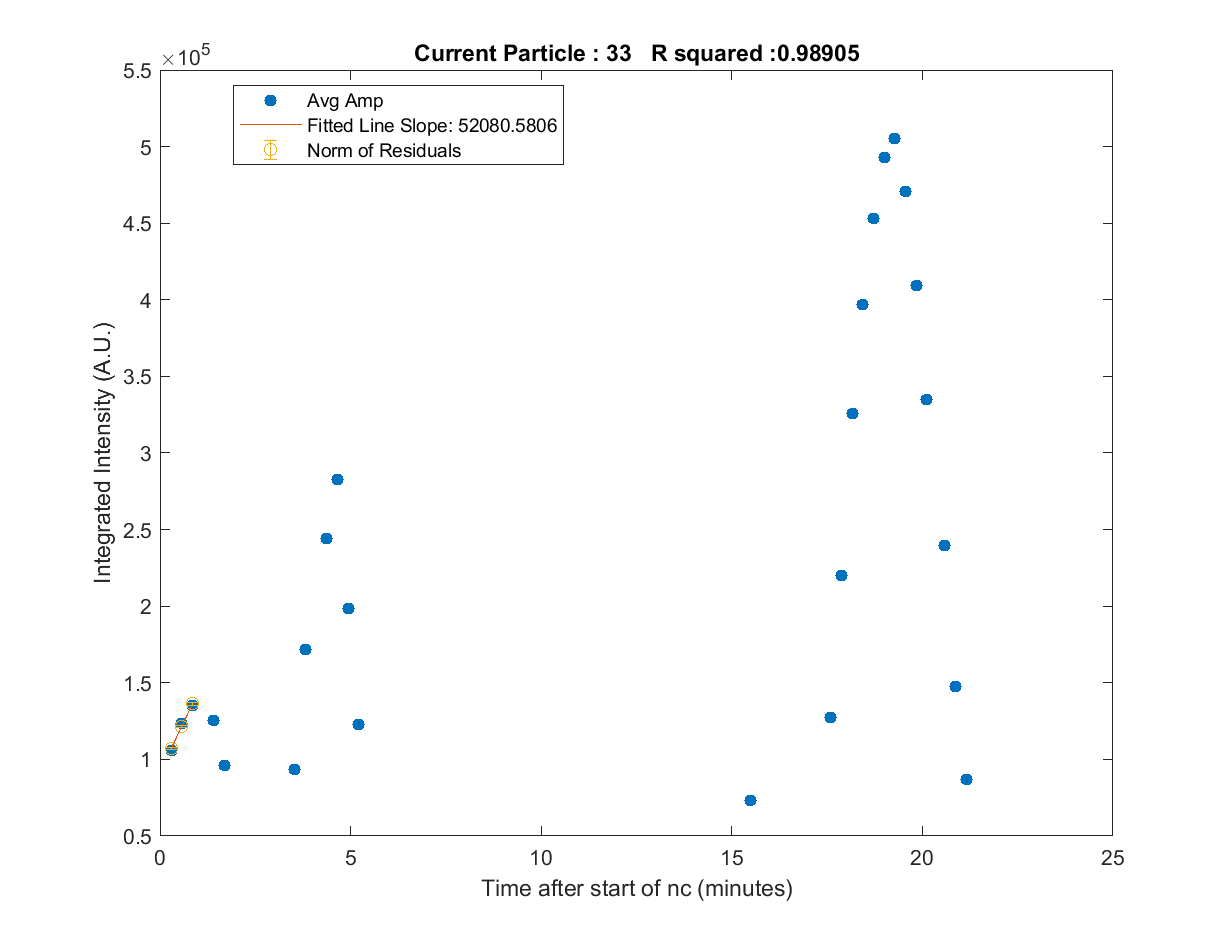 Current Particle : 33   R squared :0.98905
×10^5
5.5
5
4.5
4
3.5
3
2.5
2
1.5
1
0.5
Avg Amp
Fitted Line Slope: 52080.5806
Norm of Residuals
Integrated Intensity (A.U.)
0 5 10 15 20 25
Time after start of nc (minutes)